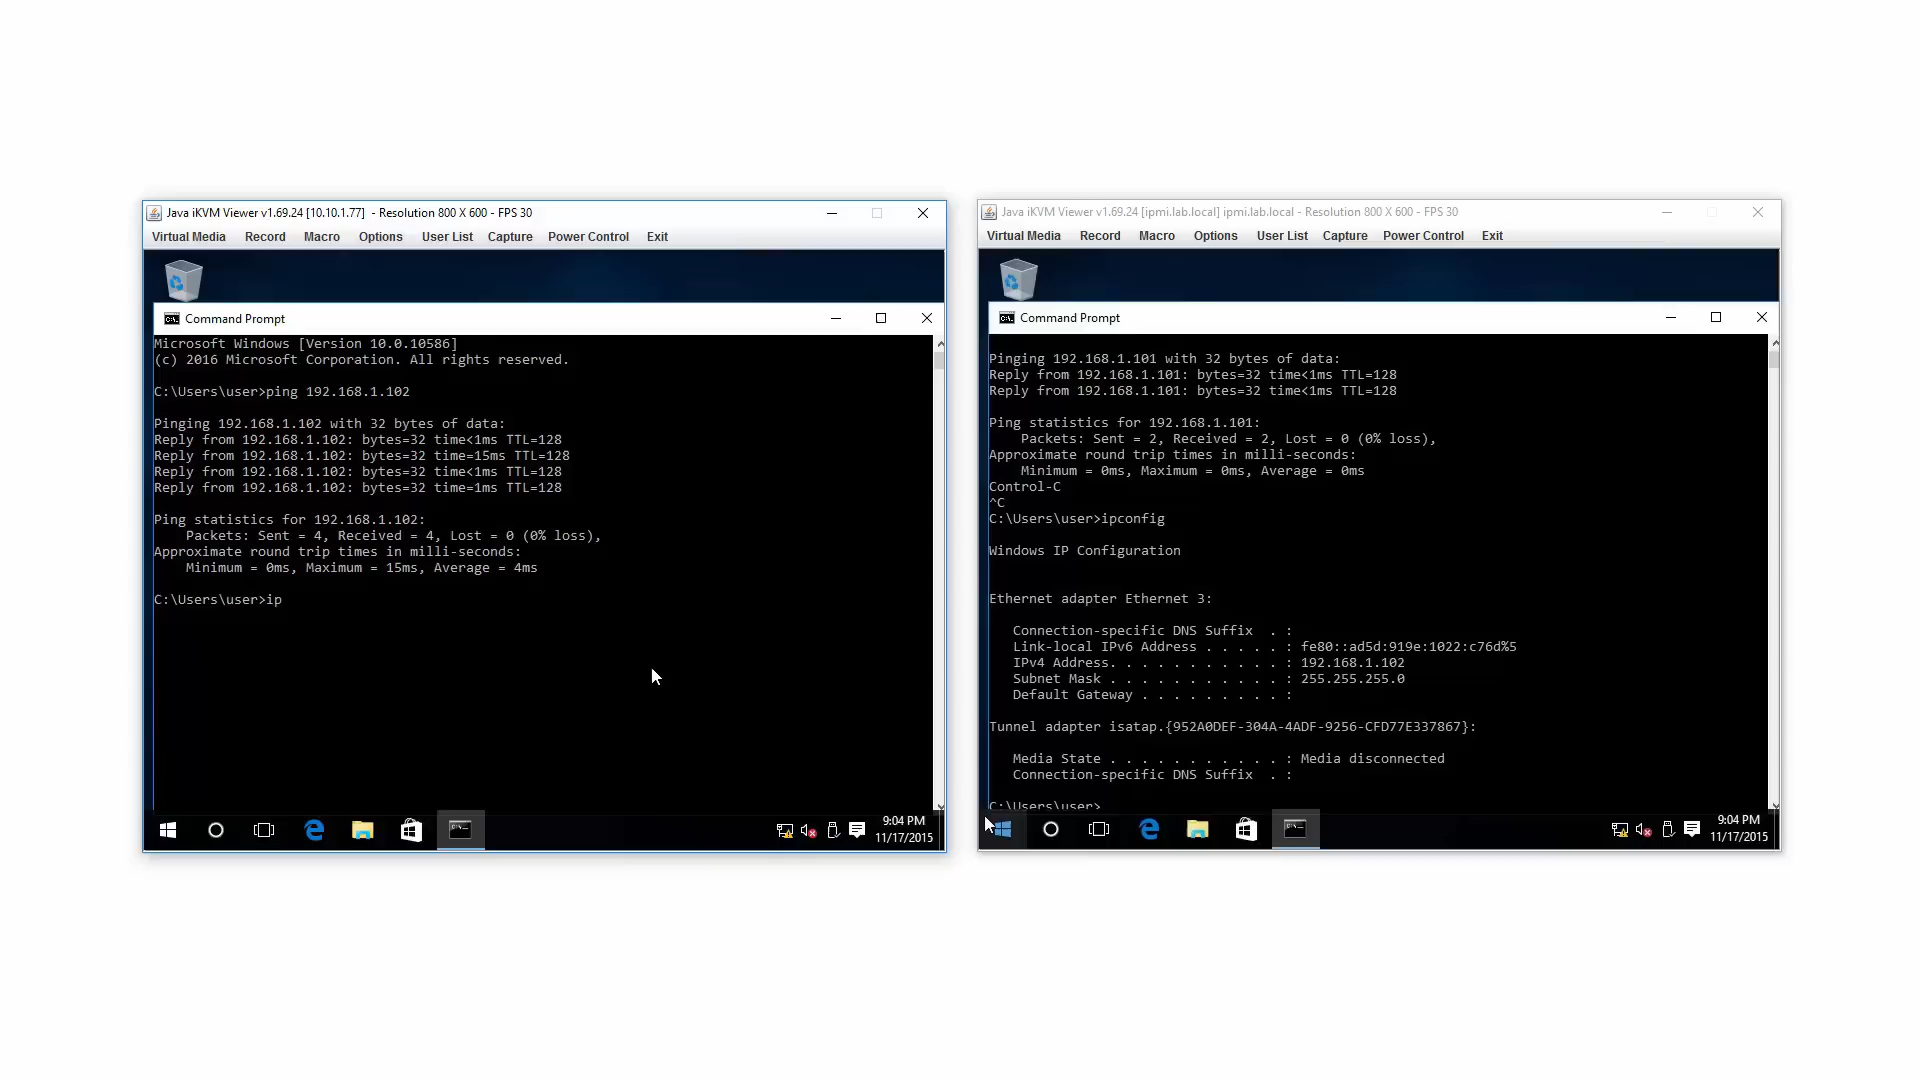 Java iKVM Viewer v1.69.24 [10.10.1.77]  - Resolution 800 X 600 - FPS 30
Virtual Media Record Macro Options User List Capture Power Control Exit
Command Prompt
Microsoft Windows [Version 10.0.10586]
(c) 2016 Microsoft Corporation. All rights reserved.
C:\Users\user>ping 192.168.1.102
Pinging 192.168.1.102 with 32 bytes of data:
Reply from 192.168.1.102: bytes=32 time<1ms TTL=128
Reply from 192.168.1.102: bytes=32 time=15ms TTL=128
Reply from 192.168.1.102: bytes=32 time<1ms TTL=128
Reply from 192.168.1.102: bytes=32 time=1ms TTL=128
Ping statistics for 192.168.1.102:
Packets: Sent = 4, Received = 4, Lost = 0 (0% loss),
Approximate round trip times in milli-seconds:
Minimum = 0ms, Maximum = 15ms, Average = 4ms
C:\Users\user>ip
9:04 PM
11/17/2015
Java iKVM Viewer v1.69.24 [ipmi.lab.local] ipmi.lab.local - Resolution 800 X 600 - FPS 30
Virtual Media Record Macro Options User List Capture Power Control Exit
Command Prompt
Pinging 192.168.1.101 with 32 bytes of data:
Reply from 192.168.1.101: bytes=32 time<1ms TTL=128
Reply from 192.168.1.101: bytes=32 time<1ms TTL=128
Ping statistics for 192.168.1.101:
Packets: Sent = 2, Received = 2, Lost = 0 (0% loss),
Approximate round trip times in milli-seconds:
Minimum = 0ms, Maximum = 0ms, Average = 0ms
Control-C
^C
C:\Users\user>ipconfig
Windows IP Configuration
Ethernet adapter Ethernet 3:
Connection-specific DNS Suffix  . :
Link-local IPv6 Address . . . . . : fe80::ad5d:919e:1022:c76d%5
IPv4 Address. . . . . . . . . . . : 192.168.1.102
Subnet Mask . . . . . . . . . . . : 255.255.255.0
Default Gateway . . . . . . . . . :
Tunnel adapter isatap.{952A0DEF-304A-4ADF-9256-CFD77E337867}:
Media State . . . . . . . . . . . : Media disconnected
Connection-specific DNS Suffix  . :
C:\Users\user>
9:04 PM
11/17/2015